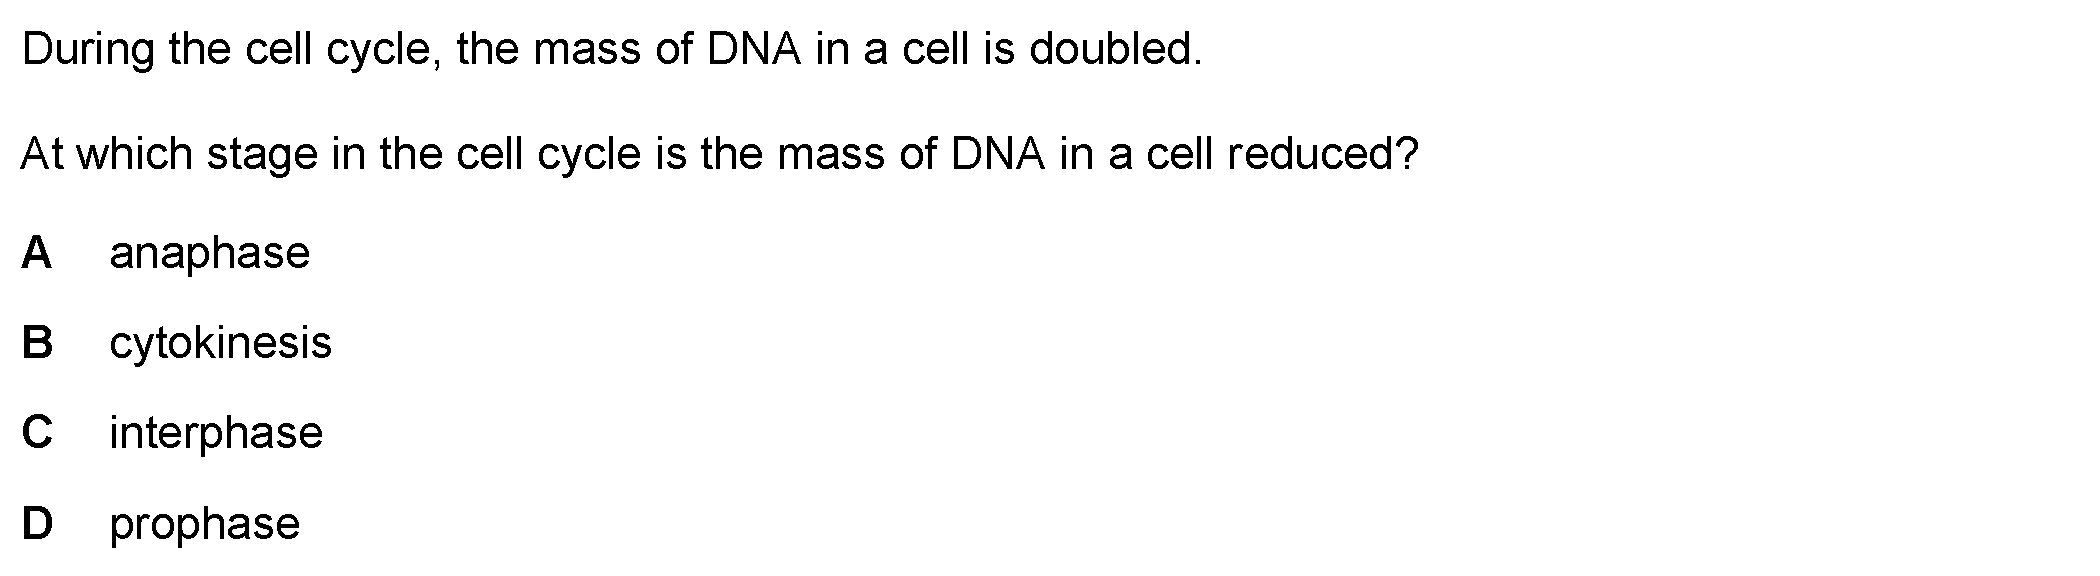 During the cell cycle, the mass of DNA in a cell is doubled.
At which stage in the cell cycle is the mass of DNA in a cell reduced?
A anaphase
B cytokinesis
C interphase
D prophase